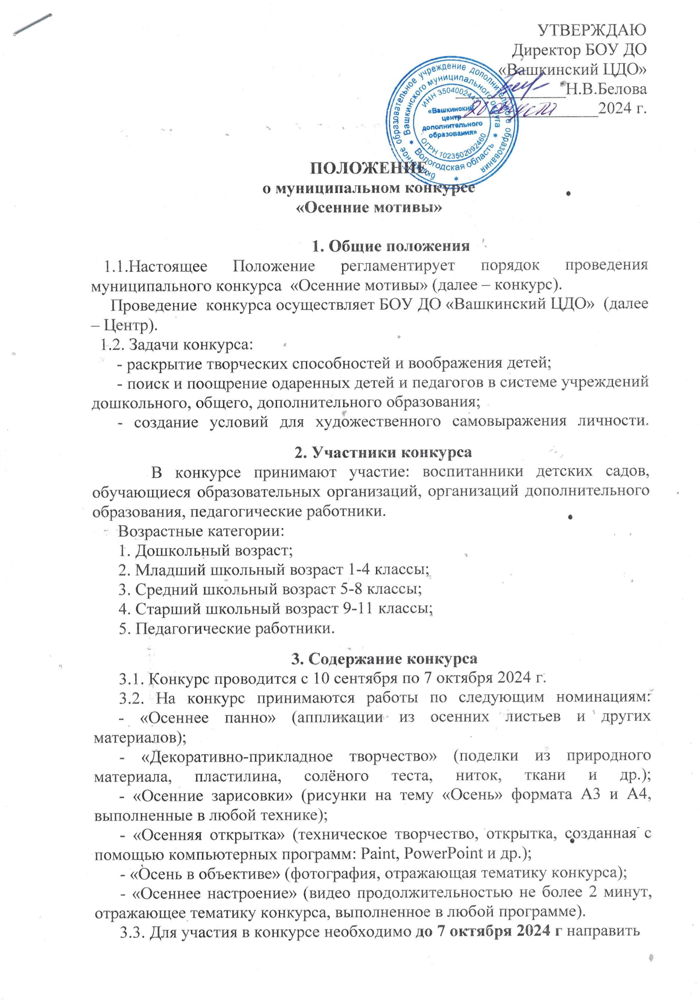 УТВЕРЖДАЮ
Директор БОУ ДО
«Вашкинский ЦДО»
Н.В.Белова
20 августа 2024 г.
бюджетное образовательное учреждение дополнительного образования
Вашкинского муниципального округа
Вологодская область
ИНН 3504002443
ОГРН 1023502092460
«Вашкинский
центр
дополнительного
образования»
ПОЛОЖЕНИЕ
о муниципальном конкурсе
«Осенние мотивы»
1. Общие положения
1.1.Настоящее Положение регламентирует порядок проведения
муниципального конкурса «Осенние мотивы» (далее – конкурс).
Проведение конкурса осуществляет БОУ ДО «Вашкинский ЦДО» (далее
– Центр).
1.2. Задачи конкурса:
- раскрытие творческих способностей и воображения детей;
- поиск и поощрение одаренных детей и педагогов в системе учреждений
дошкольного, общего, дополнительного образования;
- создание условий для художественного самовыражения личности.
2. Участники конкурса
В конкурсе принимают участие: воспитанники детских садов,
обучающиеся образовательных организаций, организаций дополнительного
образования, педагогические работники.
Возрастные категории:
1. Дошкольный возраст;
2. Младший школьный возраст 1-4 классы;
3. Средний школьный возраст 5-8 классы;
4. Старший школьный возраст 9-11 классы;
5. Педагогические работники.
3. Содержание конкурса
3.1. Конкурс проводится с 10 сентября по 7 октября 2024 г.
3.2. На конкурс принимаются работы по следующим номинациям:
- «Осеннее панно» (аппликации из осенних листьев и других
материалов);
- «Декоративно-прикладное творчество» (поделки из природного
материала, пластилина, солёного теста, ниток, ткани и др.);
- «Осенние зарисовки» (рисунки на тему «Осень» формата А3 и А4,
выполненные в любой технике);
- «Осенняя открытка» (техническое творчество, открытка, созданная с
помощью компьютерных программ: Paint, PowerPoint и др.);
- «Осень в объективе» (фотография, отражающая тематику конкурса);
- «Осеннее настроение» (видео продолжительностью не более 2 минут,
отражающее тематику конкурса, выполненное в любой программе).
3.3. Для участия в конкурсе необходимо до 7 октября 2024 г направить